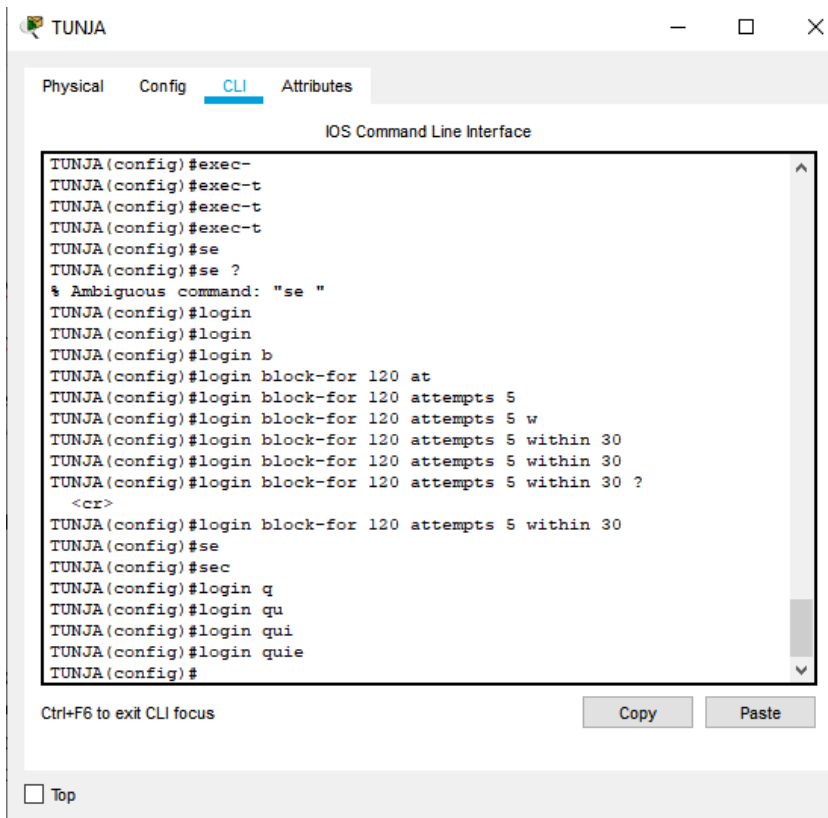 TUNJA
Physical Config CLI Attributes
IOS Command Line Interface
TUNJA(config)#exec-
TUNJA(config)#exec-t
TUNJA(config)#exec-t
TUNJA(config)#exec-t
TUNJA(config)#se
TUNJA(config)#se ?
% Ambiguous command: "se "
TUNJA(config)#login
TUNJA(config)#login
TUNJA(config)#login b
TUNJA(config)#login block-for 120 at
TUNJA(config)#login block-for 120 attempts 5
TUNJA(config)#login block-for 120 attempts 5 w
TUNJA(config)#login block-for 120 attempts 5 within 30
TUNJA(config)#login block-for 120 attempts 5 within 30
TUNJA(config)#login block-for 120 attempts 5 within 30 ?
  <cr>
TUNJA(config)#login block-for 120 attempts 5 within 30
TUNJA(config)#se
TUNJA(config)#sec
TUNJA(config)#login q
TUNJA(config)#login qu
TUNJA(config)#login qui
TUNJA(config)#login quie
TUNJA(config)#
Ctrl+F6 to exit CLI focus Copy Paste
Top